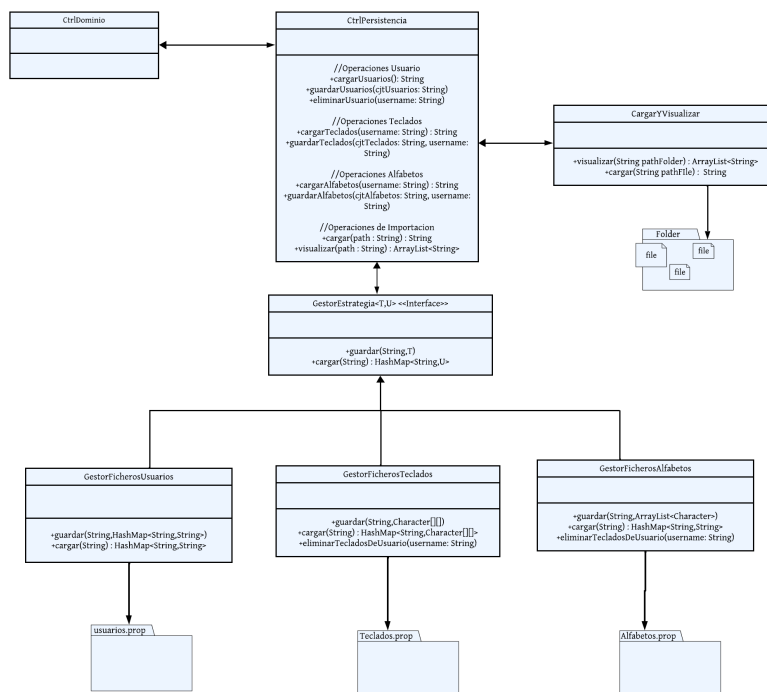 CtrlDominio
CtrlPersistencia
//Operaciones Usuario
+cargarUsuarios(): String
+guardarUsuarios(cjtUsuarios: String)
+eliminarUsuario(username: String)
//Operaciones Teclados
+cargarTeclados(username: String) : String
+guardarTeclados(cjtTeclados: String, username:
String)
//Operaciones Alfabetos
+cargarAlfabetos(username: String) : String
+guardarAlfabetos(cjtAlfabetos: String, username:
String)
//Operaciones de Importacion
+cargar(path : String) : String
+visualizar(path : String) : ArrayList<String>
CargarYVisualizar
+visualizar(String pathFolder) : ArrayList<String>
+cargar(String pathFIle) : String
Folder
file
file
file
GestorEstrategia<T,U> <<Interface>>
+guardar(String,T)
+cargar(String) : HashMap<String,U>
GestorFicherosUsuarios
+guardar(String,HashMap<String,String>)
+cargar(String) : HashMap<String,String>
GestorFicherosTeclados
+guardar(String,Character[][])
+cargar(String) : HashMap<String,Character[][]>
+eliminarTecladosDeUsuario(username: String)
GestorFicherosAlfabetos
+guardar(String,ArrayList<Character>)
+cargar(String) : HashMap<String,String>
+eliminarTecladosDeUsuario(username: String)
usuarios.prop
Teclados.prop
Alfabetos.prop